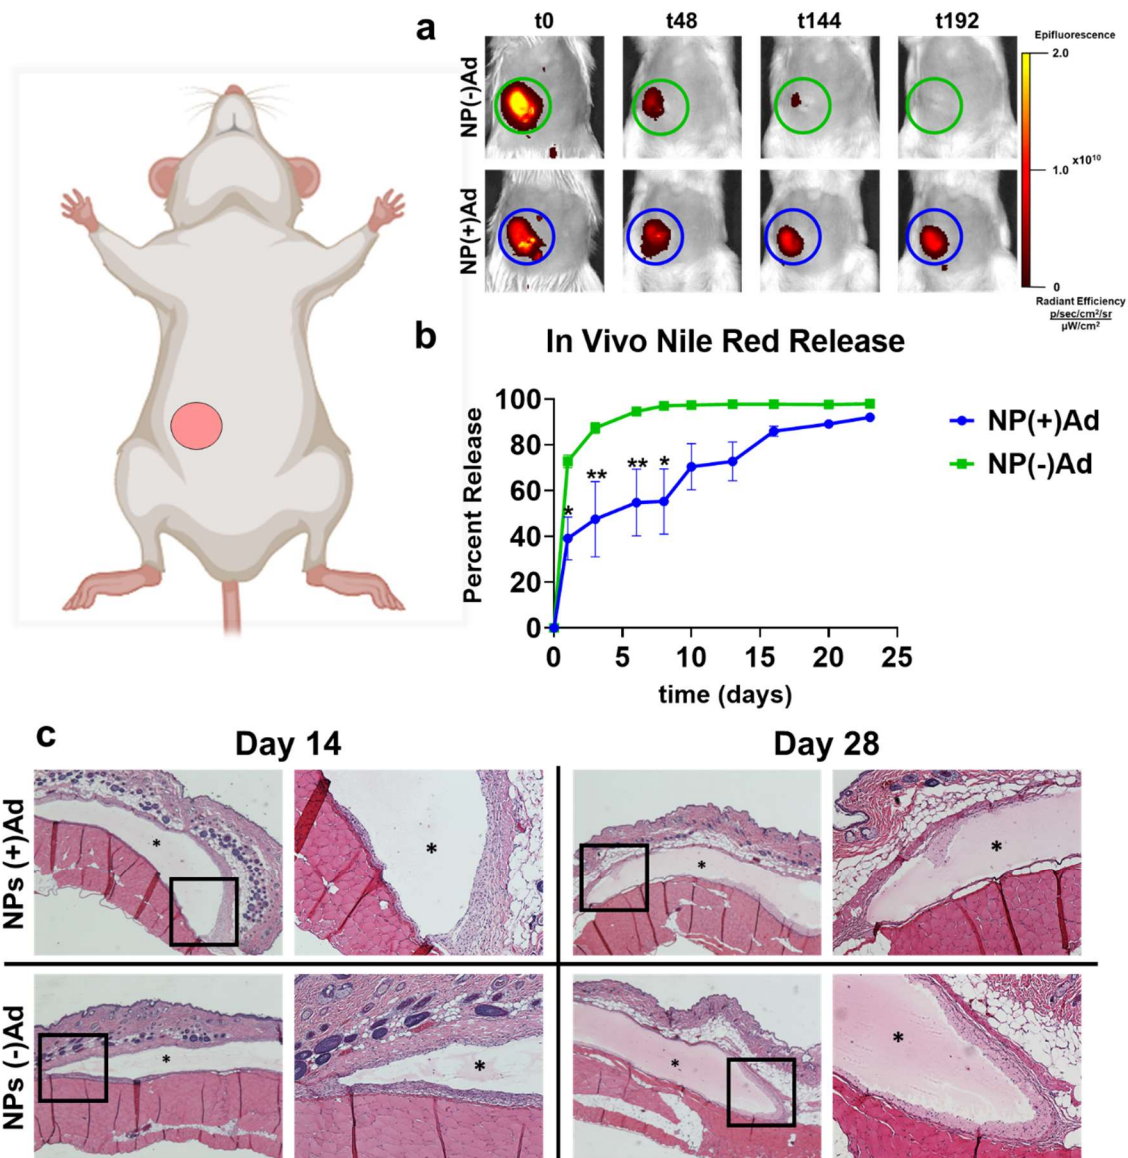 a
t0 t48 t144 t192
Epifluorescence
NP(-)Ad
2.0
1.0
x10¹⁰
NP(+)Ad
0
Radiant Efficiency
p/sec/cm²/sr
µW/cm²
b
In Vivo Nile Red Release
Percent Release
100
80
60
40
20
0
* ** ** *
0 5 10 15 20 25
time (days)
NP(+)Ad
NP(-)Ad
c
Day 14 Day 28
NPs (+)Ad
* * * *
NPs (-)Ad
* * * *